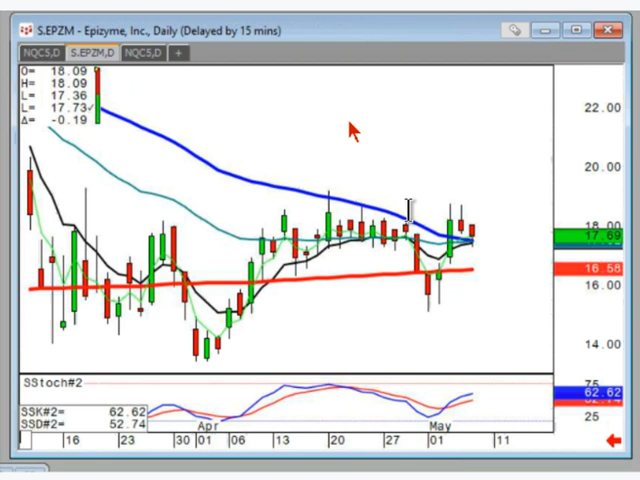 S.EPZM - Epizyme, Inc., Daily (Delayed by 15 mins)
NQC5,D S.EPZM,D NQC5,D +
O= 18.09
H= 18.09
L= 17.36
L= 17.73
Δ= -0.19
22.00
20.00
18.00
17.69
16.58
16.00
14.00
SStoch#2
75
62.62
25
SSK#2= 62.62
SSD#2= 52.74
Apr May
16 23 30 01 06 13 20 27 01 11